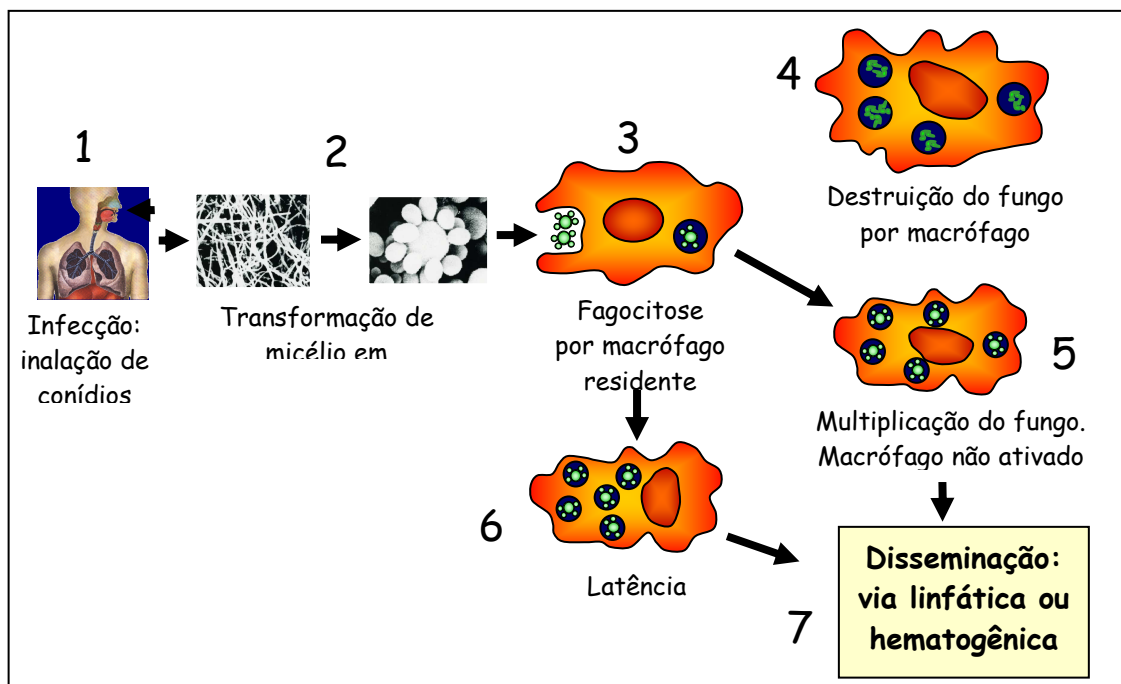 1
Infecção:
inalação de
conídios
2
Transformação de
micélio em
3
Fagocitose
por macrófago
residente
4
Destruição do fungo
por macrófago
5
Multiplicação do fungo.
Macrófago não ativado
6
Latência
7
Disseminação:
via linfática ou
hematogênica